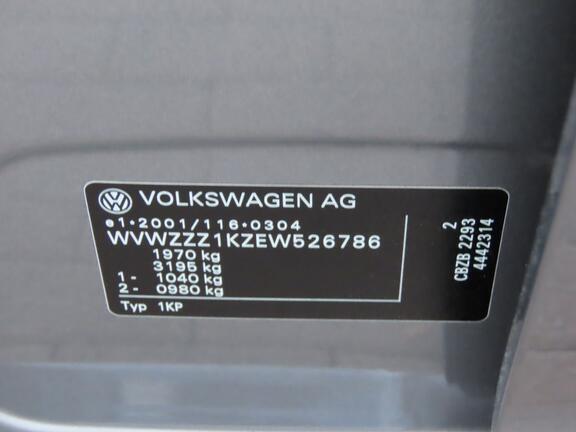 VOLKSWAGEN AG
e1*2001/116*0304
WVWZZZ1KZEW526786
1970 kg
3195 kg
1- 1040 kg
2- 0980 kg
Typ 1KP
2
CBZB 2293
4442314